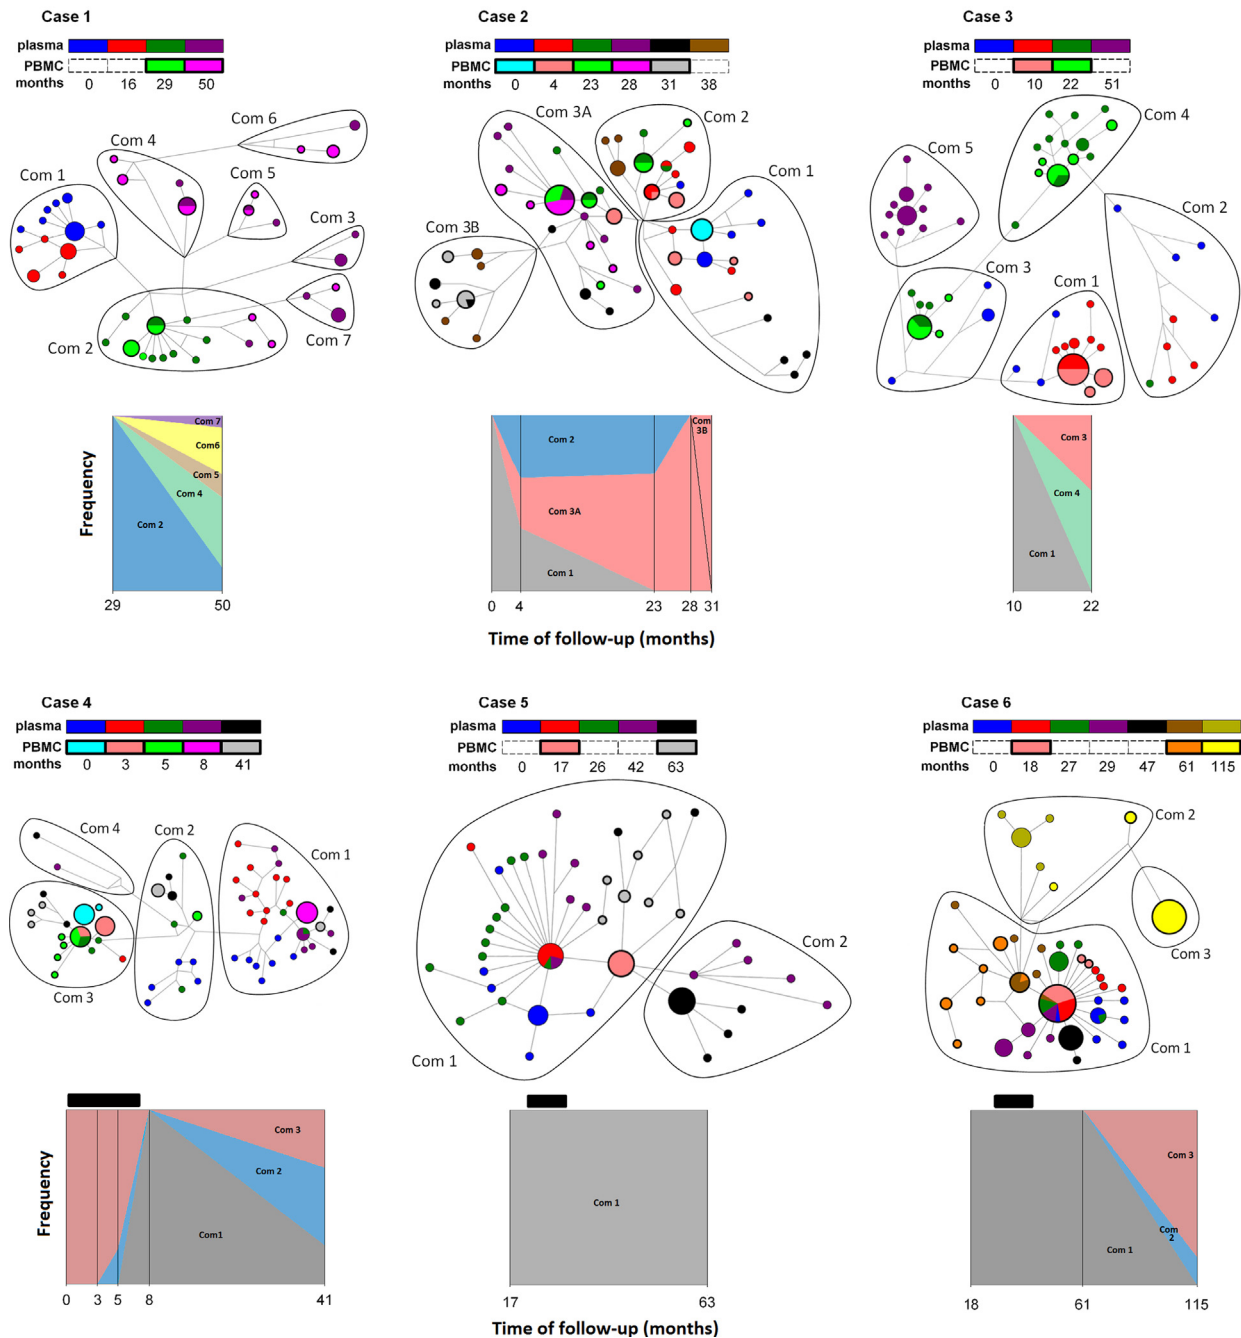 Case 1
plasma
PBMC
months 0 16 29 50
Com 6
Com 4
Com 1
Com 5
Com 3
Com 2
Com 7
Frequency
Com 7
Com6
Com 5
Com 4
Com 2
29 50
Case 2
0 4 23 28 31 38
Com 3A
Com 2
Com 1
Com 3B
Com 2
Com 3B
Com 3A
Com 1
0 4 23 28 31
Time of follow-up (months)
Case 3
plasma
PBMC
months 0 10 22 51
Com 4
Com 5
Com 2
Com 3
Com 1
Com 3
Com 4
Com 1
10 22
Case 4
plasma
PBMC
months 0 3 5 8 41
Com 4
Com 2
Com 1
Com 3
Frequency
Com 3
Com 2
Com1
0 3 5 8 41
Case 5
plasma
PBMC
months 0 17 26 42 63
Com 2
Com 1
Com 1
17 63
Time of follow-up (months)
Case 6
plasma
PBMC
months 0 18 27 29 47 61 115
Com 2
Com 3
Com 1
Com 3
Com 2
Com 1
18 61 115